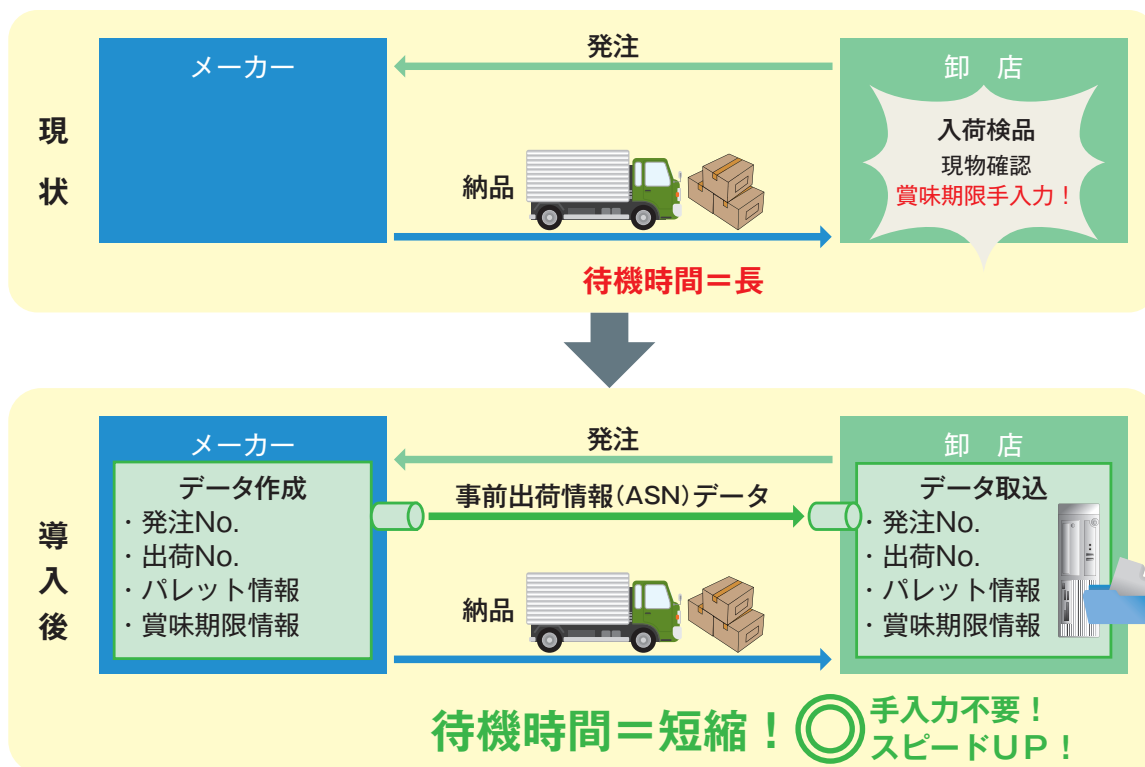 現状
メーカー
発注
卸 店
入荷検品
現物確認
賞味期限手入力！
納品
待機時間＝長
導入後
メーカー
データ作成
・発注No.
・出荷No.
・パレット情報
・賞味期限情報
発注
事前出荷情報(ASN)データ
納品
卸 店
データ取込
・発注No.
・出荷No.
・パレット情報
・賞味期限情報
待機時間＝短縮！
手入力不要！
スピードUP！